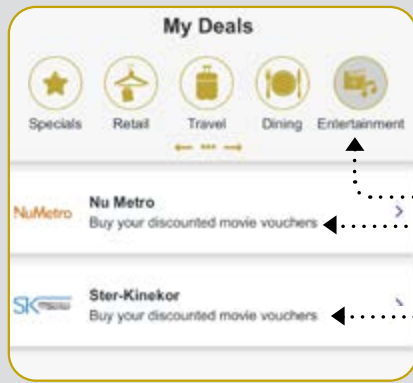 My Deals
Specials Retail Travel Dining Entertainment
NuMetro
Nu Metro
Buy your discounted movie vouchers
SK
Ster-Kinekor
Buy your discounted movie vouchers